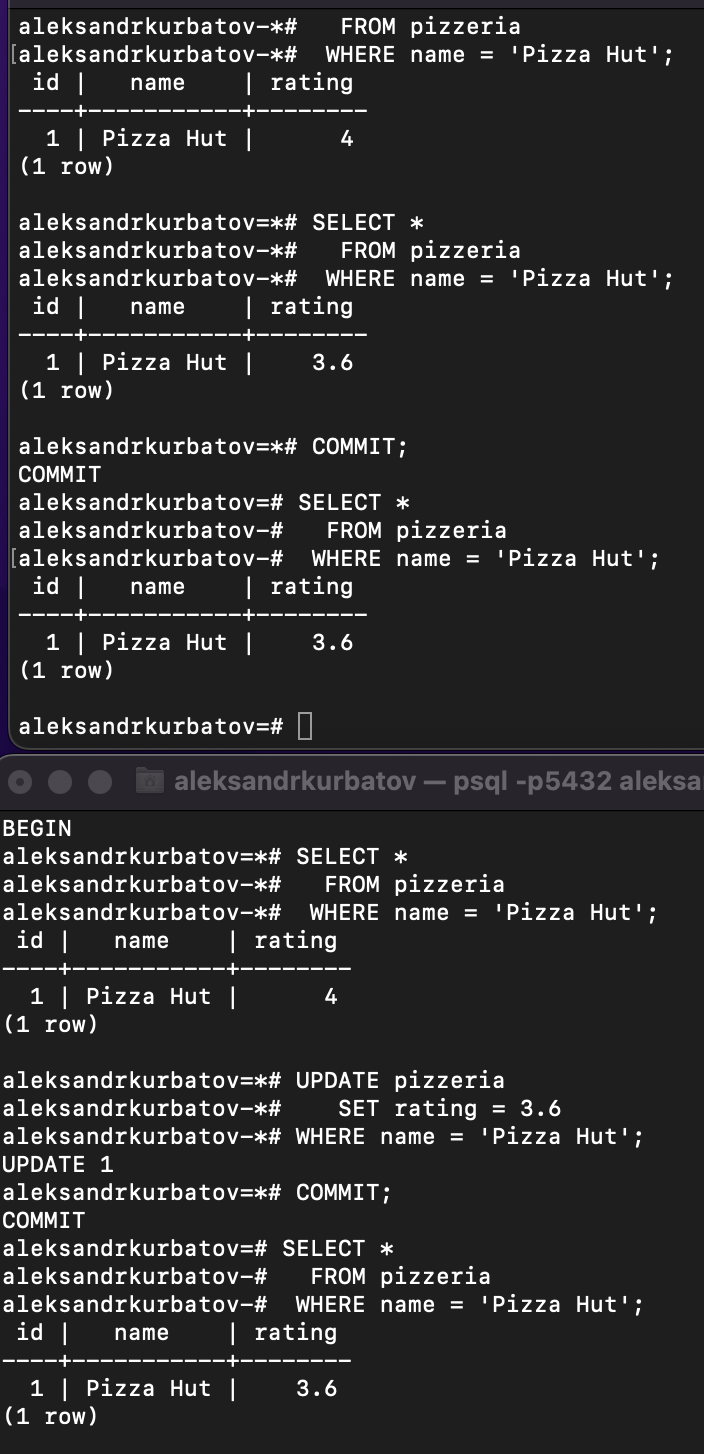 aleksandrkurbatov-*#   FROM pizzeria
[aleksandrkurbatov-*#  WHERE name = 'Pizza Hut';
 id |   name    | rating
----+-----------+--------
  1 | Pizza Hut |      4
(1 row)

aleksandrkurbatov=*# SELECT *
aleksandrkurbatov-*#   FROM pizzeria
aleksandrkurbatov-*#  WHERE name = 'Pizza Hut';
 id |   name    | rating
----+-----------+--------
  1 | Pizza Hut |    3.6
(1 row)

aleksandrkurbatov=*# COMMIT;
COMMIT
aleksandrkurbatov=# SELECT *
aleksandrkurbatov-#   FROM pizzeria
[aleksandrkurbatov-#  WHERE name = 'Pizza Hut';
 id |   name    | rating
----+-----------+--------
  1 | Pizza Hut |    3.6
(1 row)

aleksandrkurbatov=#
aleksandrkurbatov — psql -p5432 aleksa
BEGIN
aleksandrkurbatov=*# SELECT *
aleksandrkurbatov-*#   FROM pizzeria
aleksandrkurbatov-*#  WHERE name = 'Pizza Hut';
 id |   name    | rating
----+-----------+--------
  1 | Pizza Hut |      4
(1 row)

aleksandrkurbatov=*# UPDATE pizzeria
aleksandrkurbatov-*#    SET rating = 3.6
aleksandrkurbatov-*# WHERE name = 'Pizza Hut';
UPDATE 1
aleksandrkurbatov=*# COMMIT;
COMMIT
aleksandrkurbatov=# SELECT *
aleksandrkurbatov-#   FROM pizzeria
aleksandrkurbatov-#  WHERE name = 'Pizza Hut';
 id |   name    | rating
----+-----------+--------
  1 | Pizza Hut |    3.6
(1 row)